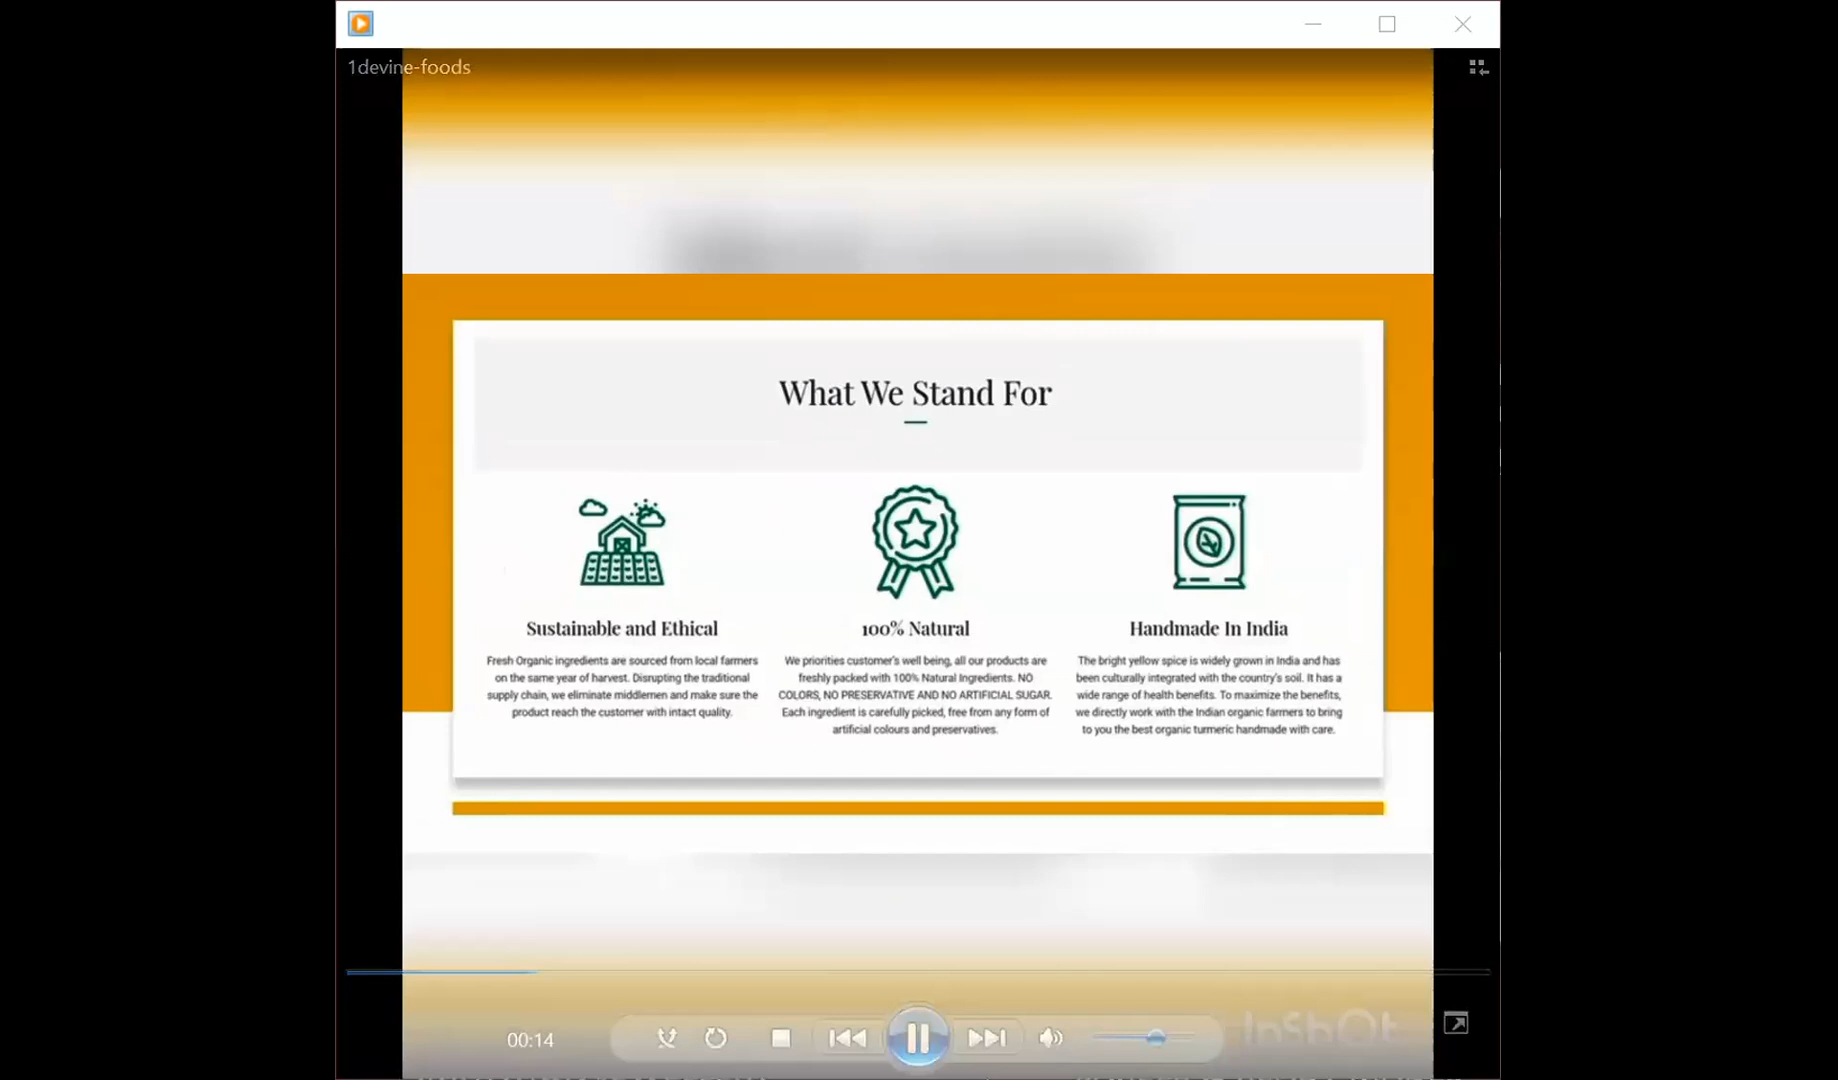 1devine-foods
What We Stand For
Sustainable and Ethical
Fresh Organic ingredients are sourced from local farmers
on the same year of harvest. Disrupting the traditional
supply chain, we eliminate middlemen and make sure the
product reach the customer with intact quality.
100% Natural
We priorities customer's well being, all our products are
freshly packed with 100% Natural Ingredients. NO
COLORS, NO PRESERVATIVE AND NO ARTIFICIAL SUGAR.
Each ingredient is carefully picked, free from any form of
artificial colours and preservatives.
Handmade In India
The bright yellow spice is widely grown in India and has
been culturally integrated with the country's soil. It has a
wide range of health benefits. To maximize the benefits,
we directly work with the Indian organic farmers to bring
to you the best organic turmeric handmade with care.
00:14
InShOt